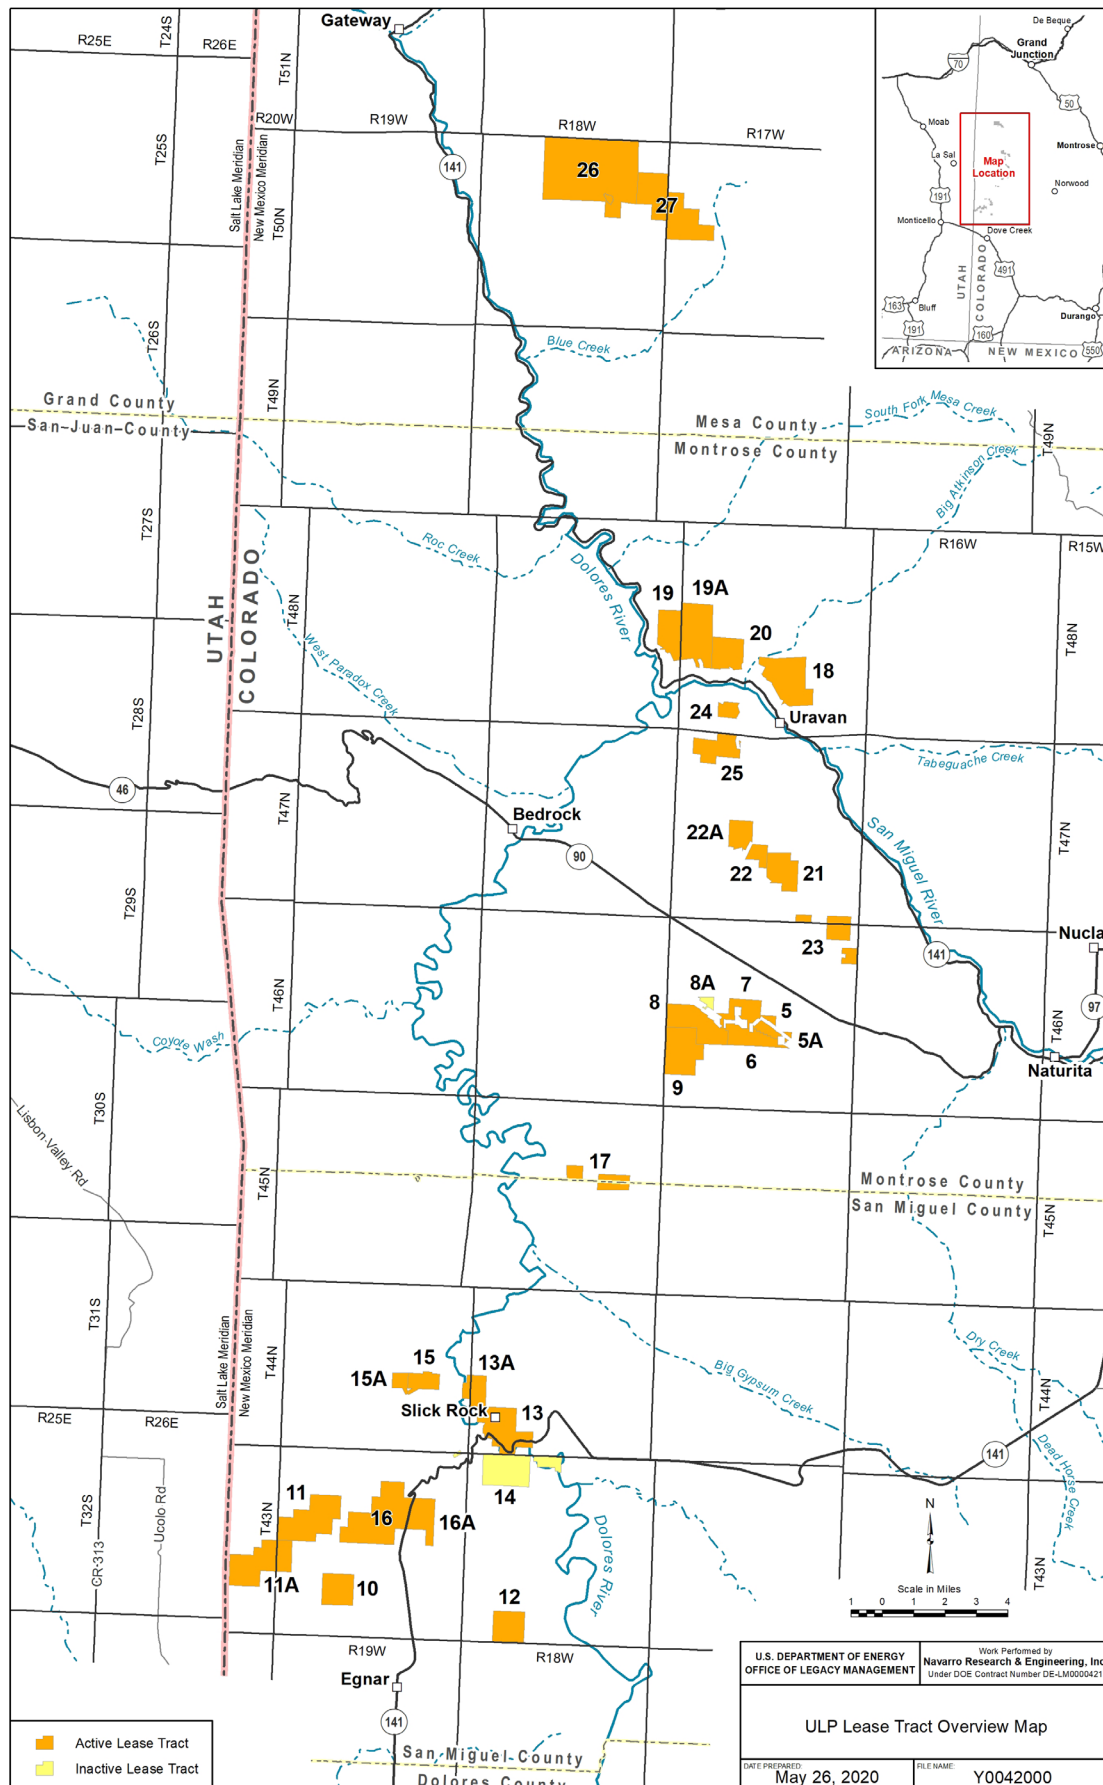 Gateway
R25E
T24S
R26E
T51N
R20W
R19W
R18W
R17W
T25S
Salt Lake Meridian
New Mexico Meridian
T50N
141
26
27
De Beque
Grand
Junction
70
50
Moab
La Sal
Map
Location
Montrose
Norwood
191
Monticello
Dove Creek
491
UTAH
COLORADO
163
Bluff
191
160
Durango
550
ARIZONA
NEW MEXICO
T26S
Blue Creek
T49N
Grand County
San Juan County
Mesa County
Montrose County
South Fork Mesa Creek
Big Atkinson Creek
T49N
T27S
Roc Creek
Dolores River
R16W
R15W
UTAH
COLORADO
T48N
West Paradox Creek
19
19A
20
18
T48N
T28S
24
Uravan
25
Tabeguache Creek
46
T47N
Bedrock
90
22A
22
21
San Miguel River
T47N
T29S
23
141
Nucla
97
T46N
8
8A
7
5
5A
6
9
T46N
Naturita
Coyote Wash
T30S
Lisbon Valley Rd
T45N
17
Montrose County
San Miguel County
T45N
T31S
Salt Lake Meridian
New Mexico Meridian
T44N
15A
15
13A
Slick Rock
13
Big Gypsum Creek
Dry Creek
T44N
Dead Horse Creek
R25E
R26E
141
T32S
CR-313
Ucolo Rd
T43N
11
16
16A
14
11A
10
12
Dolores River
N
T43N
Scale in Miles
1 0 1 2 3 4
R19W
R18W
Egnar
141
San Miguel County
Dolores County
Active Lease Tract
Inactive Lease Tract
U.S. DEPARTMENT OF ENERGY
OFFICE OF LEGACY MANAGEMENT
Work Performed by
Navarro Research & Engineering, Inc
Under DOE Contract Number DE-LM0000421
ULP Lease Tract Overview Map
DATE PREPARED:
May 26, 2020
FILE NAME:
Y0042000